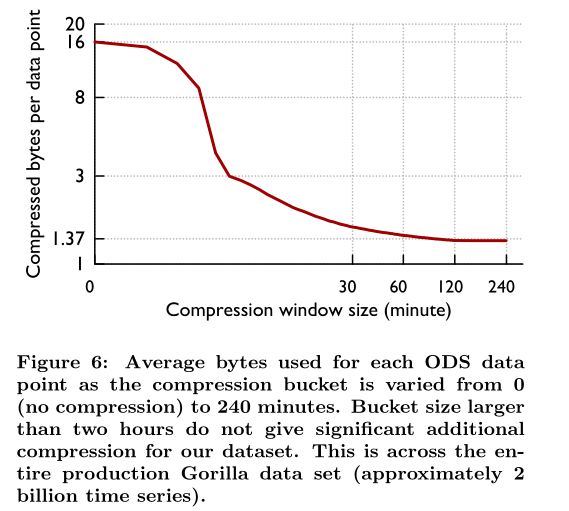 Compressed bytes per data point
20
16
8
3
1.37
1
0
30
60
120
240
Compression window size (minute)
Figure 6: Average bytes used for each ODS data
point as the compression bucket is varied from 0
(no compression) to 240 minutes. Bucket size larger
than two hours do not give significant additional
compression for our dataset. This is across the en-
tire production Gorilla data set (approximately 2
billion time series).